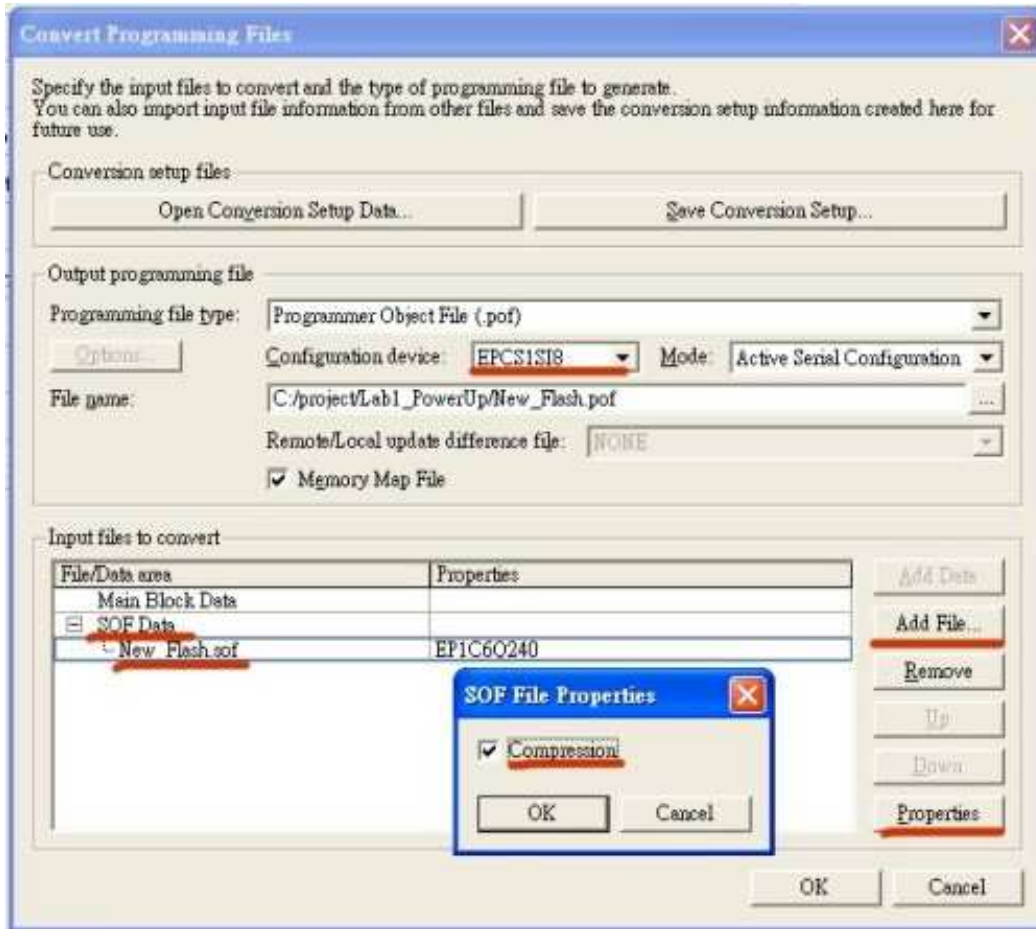 Convert Programming Files
Specify the input files to convert and the type of programming file to generate.
You can also import input file information from other files and save the conversion setup information created here for
future use.
Conversion setup files
Open Conversion Setup Data...
Save Conversion Setup...
Output programming file
Programming file type:
Programmer Object File (.pof)
Options...
Configuration device:
EPCS1SI8
Mode:
Active Serial Configuration
File name:
C:/project/Lab1_PowerUp/New_Flash.pof
...
Remote/Local update difference file:
NONE
Memory Map File
Input files to convert
File/Data area
Properties
Main Block Data
SOF Data
New_Flash.sof
EP1C6Q240
Add Data
Add File...
Remove
Up
Down
Properties
SOF File Properties
Compression
OK
Cancel
OK
Cancel